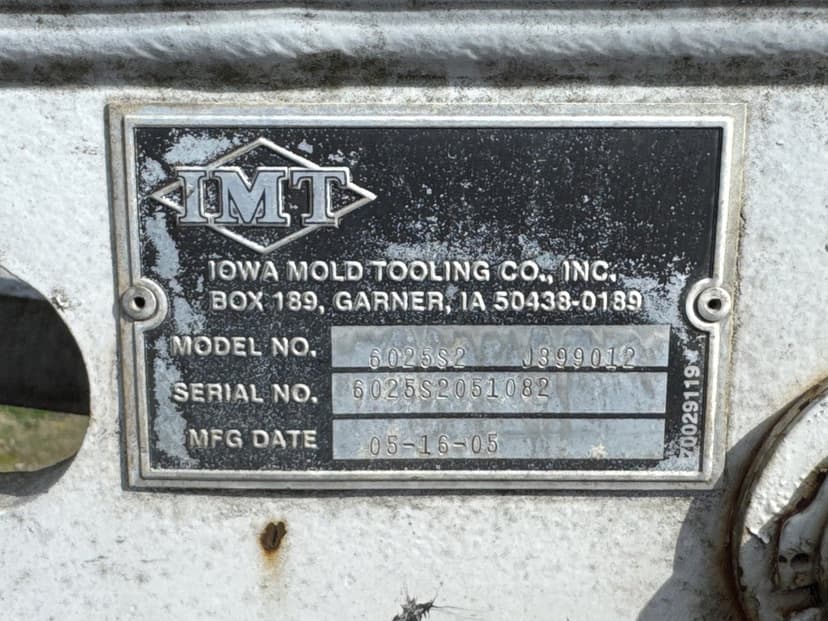 IMT
IOWA MOLD TOOLING CO., INC.
BOX 189, GARNER, IA 50438-0189
MODEL NO. 6025S2 J399012
SERIAL NO. 6025S2051082
MFG DATE 05-16-05
70029119